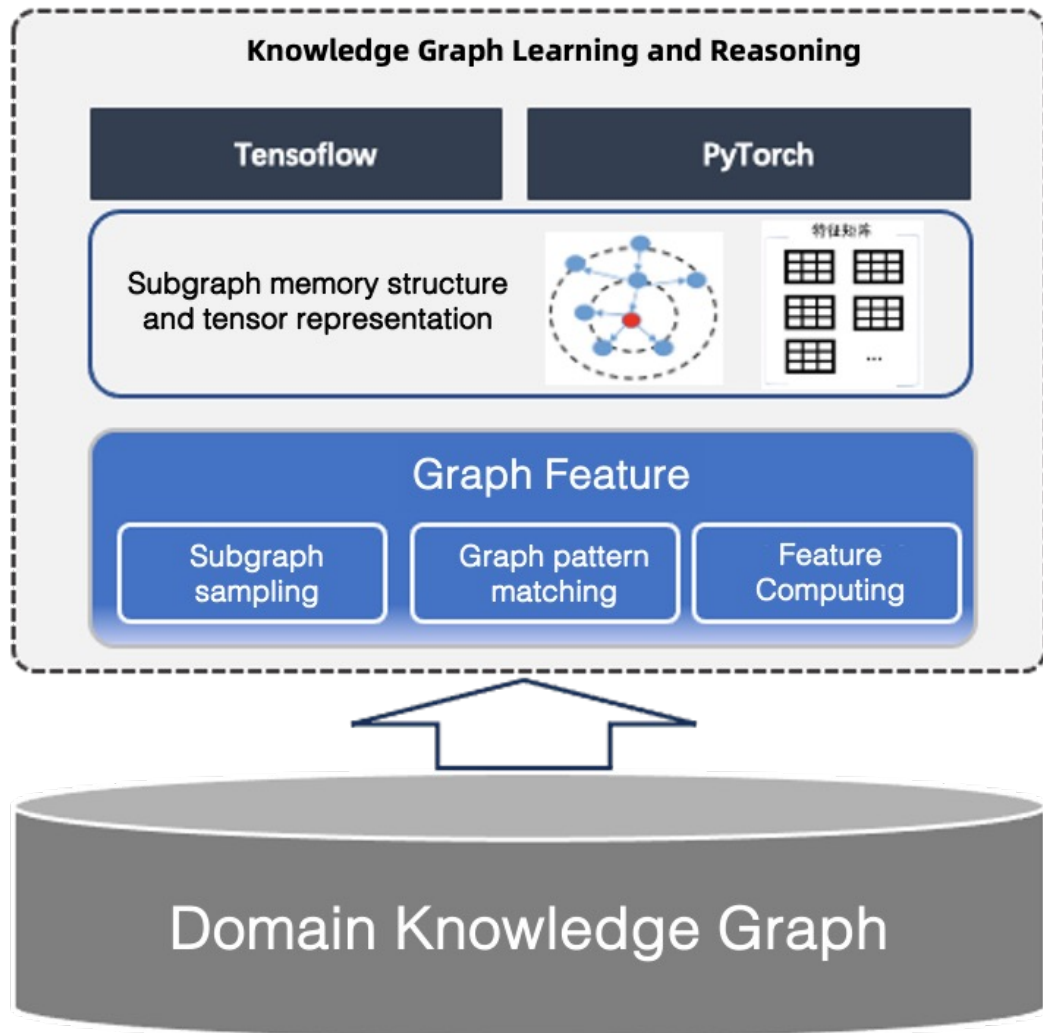 Knowledge Graph Learning and Reasoning
Tensoflow
PyTorch
Subgraph memory structure
and tensor representation
特征矩阵
...
Graph Feature
Subgraph
sampling
Graph pattern
matching
Feature
Computing
Domain Knowledge Graph